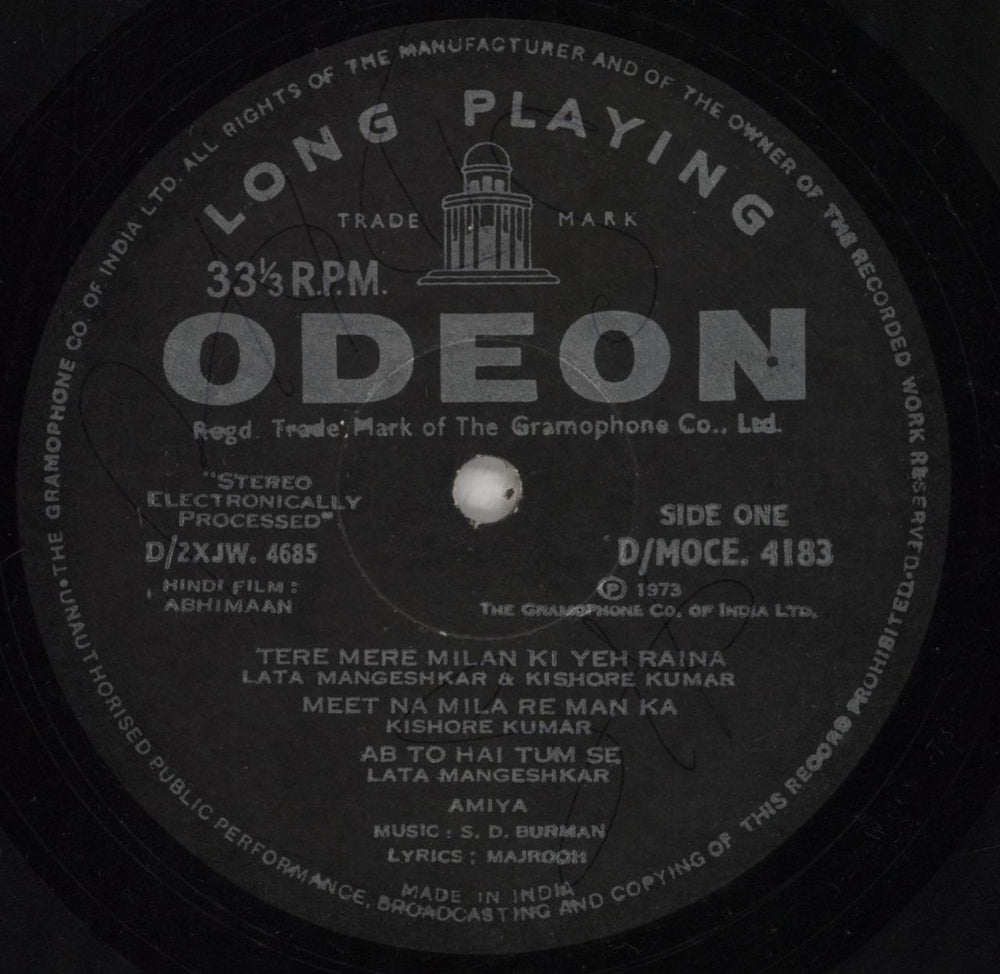 THE GRAMOPHONE CO. OF INDIA LTD. ALL RIGHTS OF THE MANUFACTURER AND OF THE OWNER OF THE RECORDED WORK RESERVED • UNAUTHORISED PUBLIC PERFORMANCE, BROADCASTING AND COPYING OF THIS RECORD PROHIBITED •
LONG PLAYING
TRADE MARK
33⅓ R.P.M.
ODEON
Regd. Trade Mark of The Gramophone Co., Ltd.
"STEREO
ELECTRONICALLY
PROCESSED"
D/2XJW. 4685
HINDI FILM :
ABHIMAAN
SIDE ONE
D/MOCE. 4183
Ⓟ 1973
THE GRAMOPHONE CO. OF INDIA LTD.
TERE MERE MILAN KI YEH RAINA
LATA MANGESHKAR & KISHORE KUMAR
MEET NA MILA RE MAN KA
KISHORE KUMAR
AB TO HAI TUM SE
LATA MANGESHKAR
AMIYA
MUSIC : S. D. BURMAN
LYRICS : MAJROOH
MADE IN INDIA